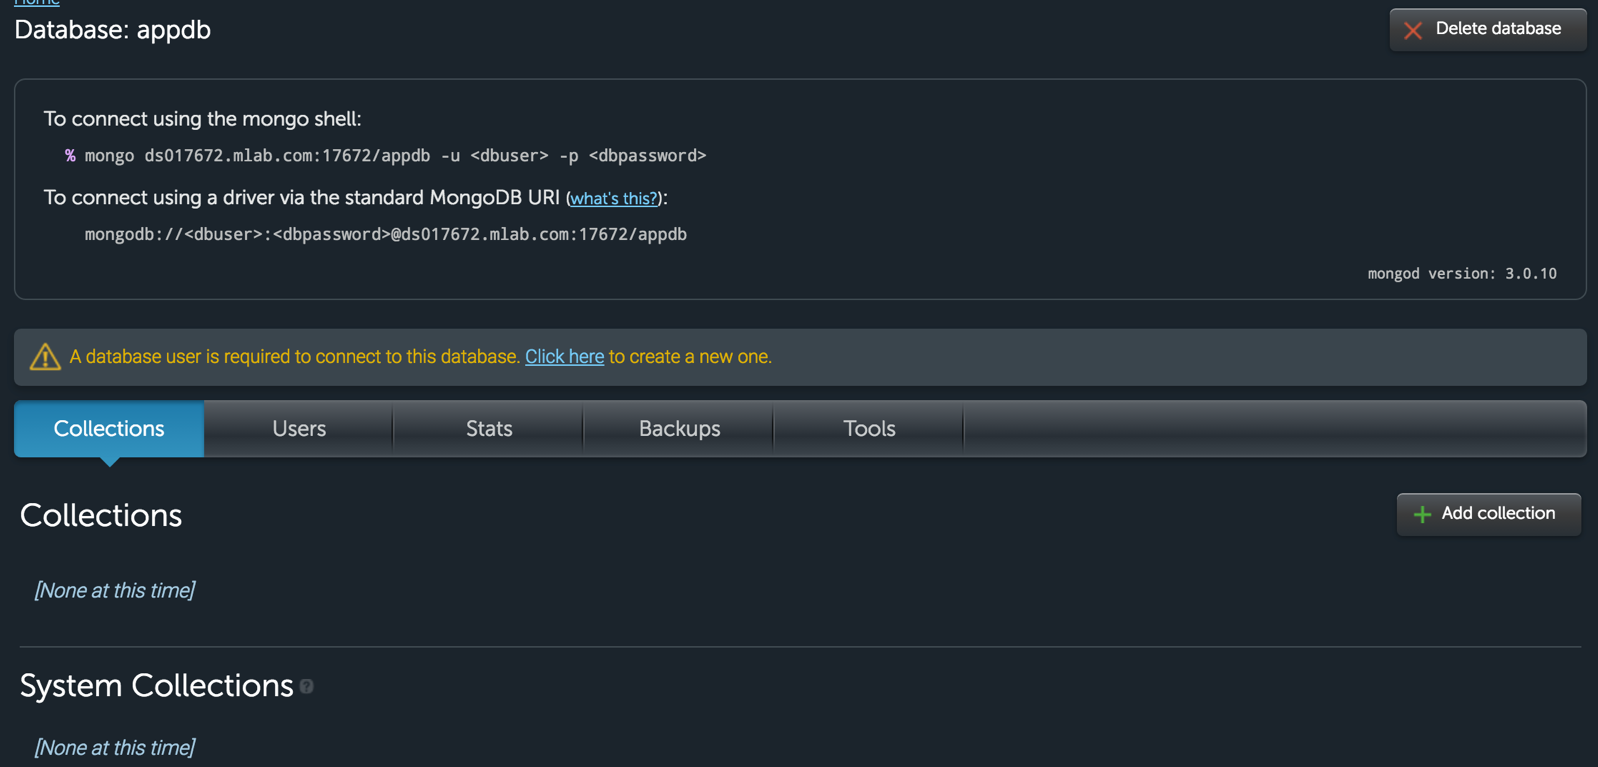 Home
Database: appdb
Delete database
To connect using the mongo shell:
% mongo ds017672.mlab.com:17672/appdb -u <dbuser> -p <dbpassword>
To connect using a driver via the standard MongoDB URI (what's this?):
mongodb://<dbuser>:<dbpassword>@ds017672.mlab.com:17672/appdb
mongod version: 3.0.10
A database user is required to connect to this database. Click here to create a new one.
Collections Users Stats Backups Tools
Collections
Add collection
[None at this time]
System Collections ?
[None at this time]